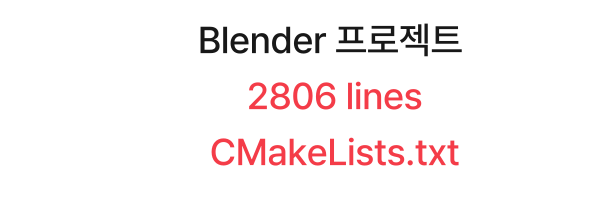 Blender 프로젝트
2806 lines
CMakeLists.txt